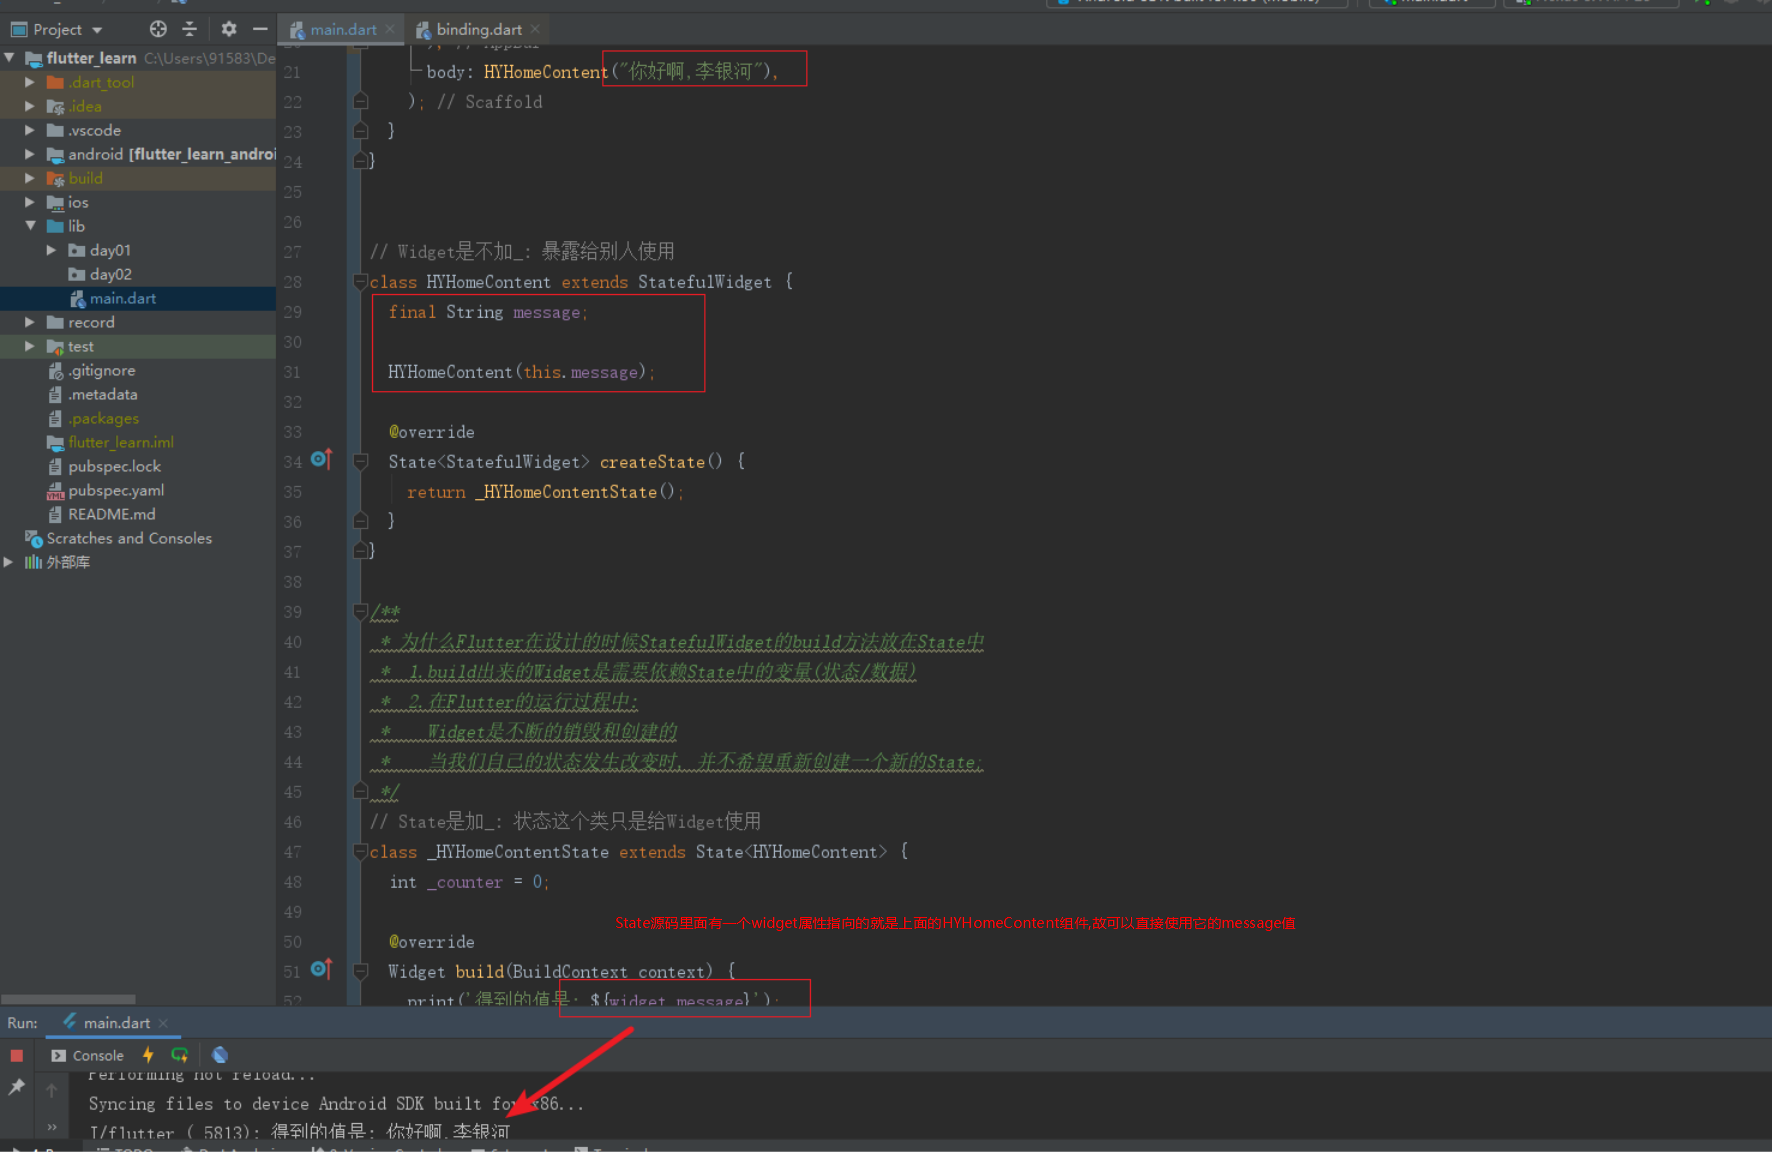 Project
main.dart
binding.dart
flutter_learn C:\Users\91583\De
.dart_tool
.idea
.vscode
android [flutter_learn_androi
build
ios
lib
day01
day02
main.dart
record
test
.gitignore
.metadata
.packages
flutter_learn.iml
pubspec.lock
pubspec.yaml
README.md
Scratches and Consoles
外部库
21 body: HYHomeContent("你好啊,李银河"),
22 ); // Scaffold
23 }
24 }
25
26
27 // Widget是不加_: 暴露给别人使用
28 class HYHomeContent extends StatefulWidget {
29 final String message;
30
31 HYHomeContent(this.message);
32
33 @override
34 State<StatefulWidget> createState() {
35 return _HYHomeContentState();
36 }
37 }
38
39 /**
40 * 为什么Flutter在设计的时候StatefulWidget的build方法放在State中
41 * 1.build出来的Widget是需要依赖State中的变量(状态/数据)
42 * 2.在Flutter的运行过程中:
43 * Widget是不断的销毁和创建的
44 * 当我们自己的状态发生改变时, 并不希望重新创建一个新的State;
45 */
46 // State是加_: 状态这个类只是给Widget使用
47 class _HYHomeContentState extends State<HYHomeContent> {
48 int _counter = 0;
49
State源码里面有一个widget属性指向的就是上面的HYHomeContent组件,故可以直接使用它的message值
50 @override
51 Widget build(BuildContext context) {
52 print('得到的值是: ${widget.message}');
Run: main.dart
Console
Performing hot reload...
Syncing files to device Android SDK built for x86...
I/flutter ( 5813): 得到的值是: 你好啊,李银河